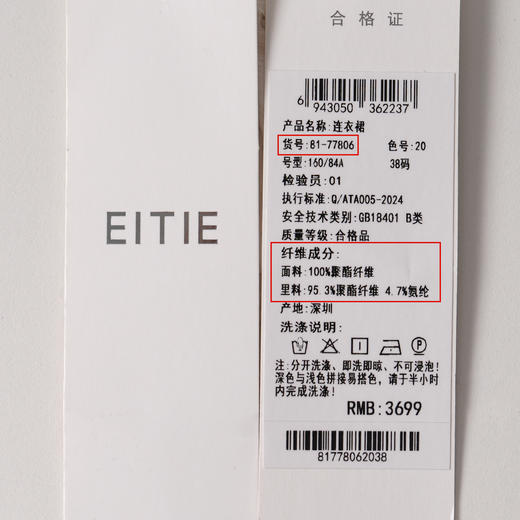 EITIE
合格证
6 943050 362237
产品名称:连衣裙
货号:81-77806 色号:20
号型:160/84A 38码
检验员:01
执行标准:Q/ATA005-2024
安全技术类别:GB18401 B类
质量等级:合格品
纤维成分:
面料:100%聚酯纤维
里料:95.3%聚酯纤维 4.7%氨纶
产地:深圳
洗涤说明:
注:分开洗涤、即洗即晾、不可浸泡!
深色与浅色拼接易搭色，请于半小时
内完成洗涤!
RMB:3699
81778062038